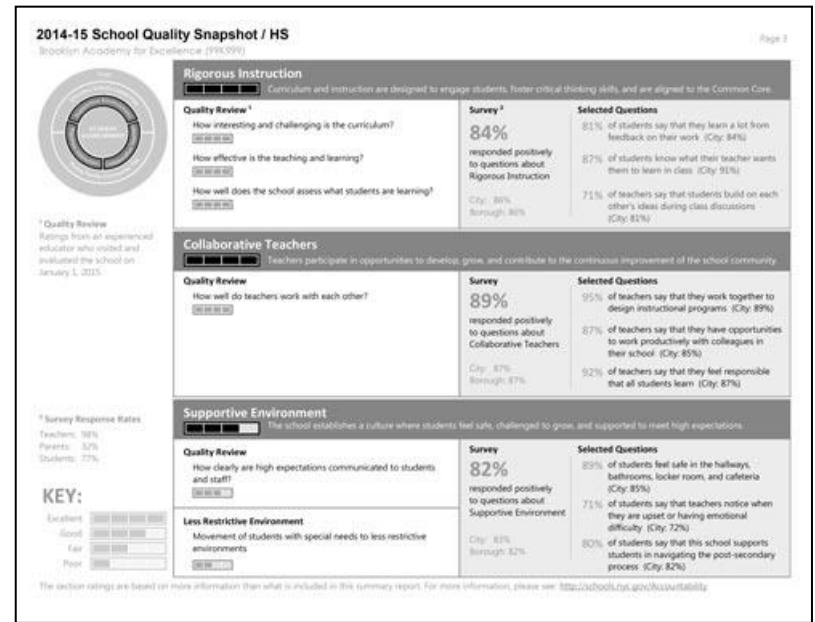 2014-15 School Quality Snapshot / HS
Page 3
Brooklyn Academy for Excellence (99K999)
Rigorous Instruction
Curriculum and instruction are designed to engage students, foster critical thinking skills, and are aligned to the Common Core.
Quality Review 1
How interesting and challenging is the curriculum?
How effective is the teaching and learning?
How well does the school assess what students are learning?
Survey 2
84%
responded positively
to questions about
Rigorous Instruction
City: 86%
Borough: 86%
Selected Questions
81% of students say that they learn a lot from
feedback on their work (City: 84%)
87% of students know what their teacher wants
them to learn in class (City: 91%)
71% of teachers say that students build on each
other's ideas during class discussions
(City: 81%)
1 Quality Review
Ratings from an experienced
educator who visited and
evaluated the school on
January 1, 2015
Collaborative Teachers
Teachers participate in opportunities to develop, grow, and contribute to the continuous improvement of the school community.
Quality Review
How well do teachers work with each other?
Survey
89%
responded positively
to questions about
Collaborative Teachers
City: 87%
Borough: 87%
Selected Questions
95% of teachers say that they work together to
design instructional programs (City: 89%)
87% of teachers say that they have opportunities
to work productively with colleagues in
their school (City: 85%)
92% of teachers say that they feel responsible
that all students learn (City: 87%)
Supportive Environment
The school establishes a culture where students feel safe, challenged to grow, and supported to meet high expectations.
Quality Review
How clearly are high expectations communicated to students
and staff?
Less Restrictive Environment
Movement of students with special needs to less restrictive
environments
Survey
82%
responded positively
to questions about
Supportive Environment
City: 83%
Borough: 82%
Selected Questions
89% of students feel safe in the hallways,
bathrooms, locker room, and cafeteria
(City: 85%)
71% of students say that teachers notice when
they are upset or having emotional
difficulty (City: 72%)
80% of students say that this school supports
students in navigating the post-secondary
process (City: 82%)
2 Survey Response Rates
Teachers: 98%
Parents: 32%
Students: 77%
KEY:
Excellent
Good
Fair
Poor
The section ratings are based on more information than what is included in this summary report. For more information, please see: http://schools.nyc.gov/Accountability